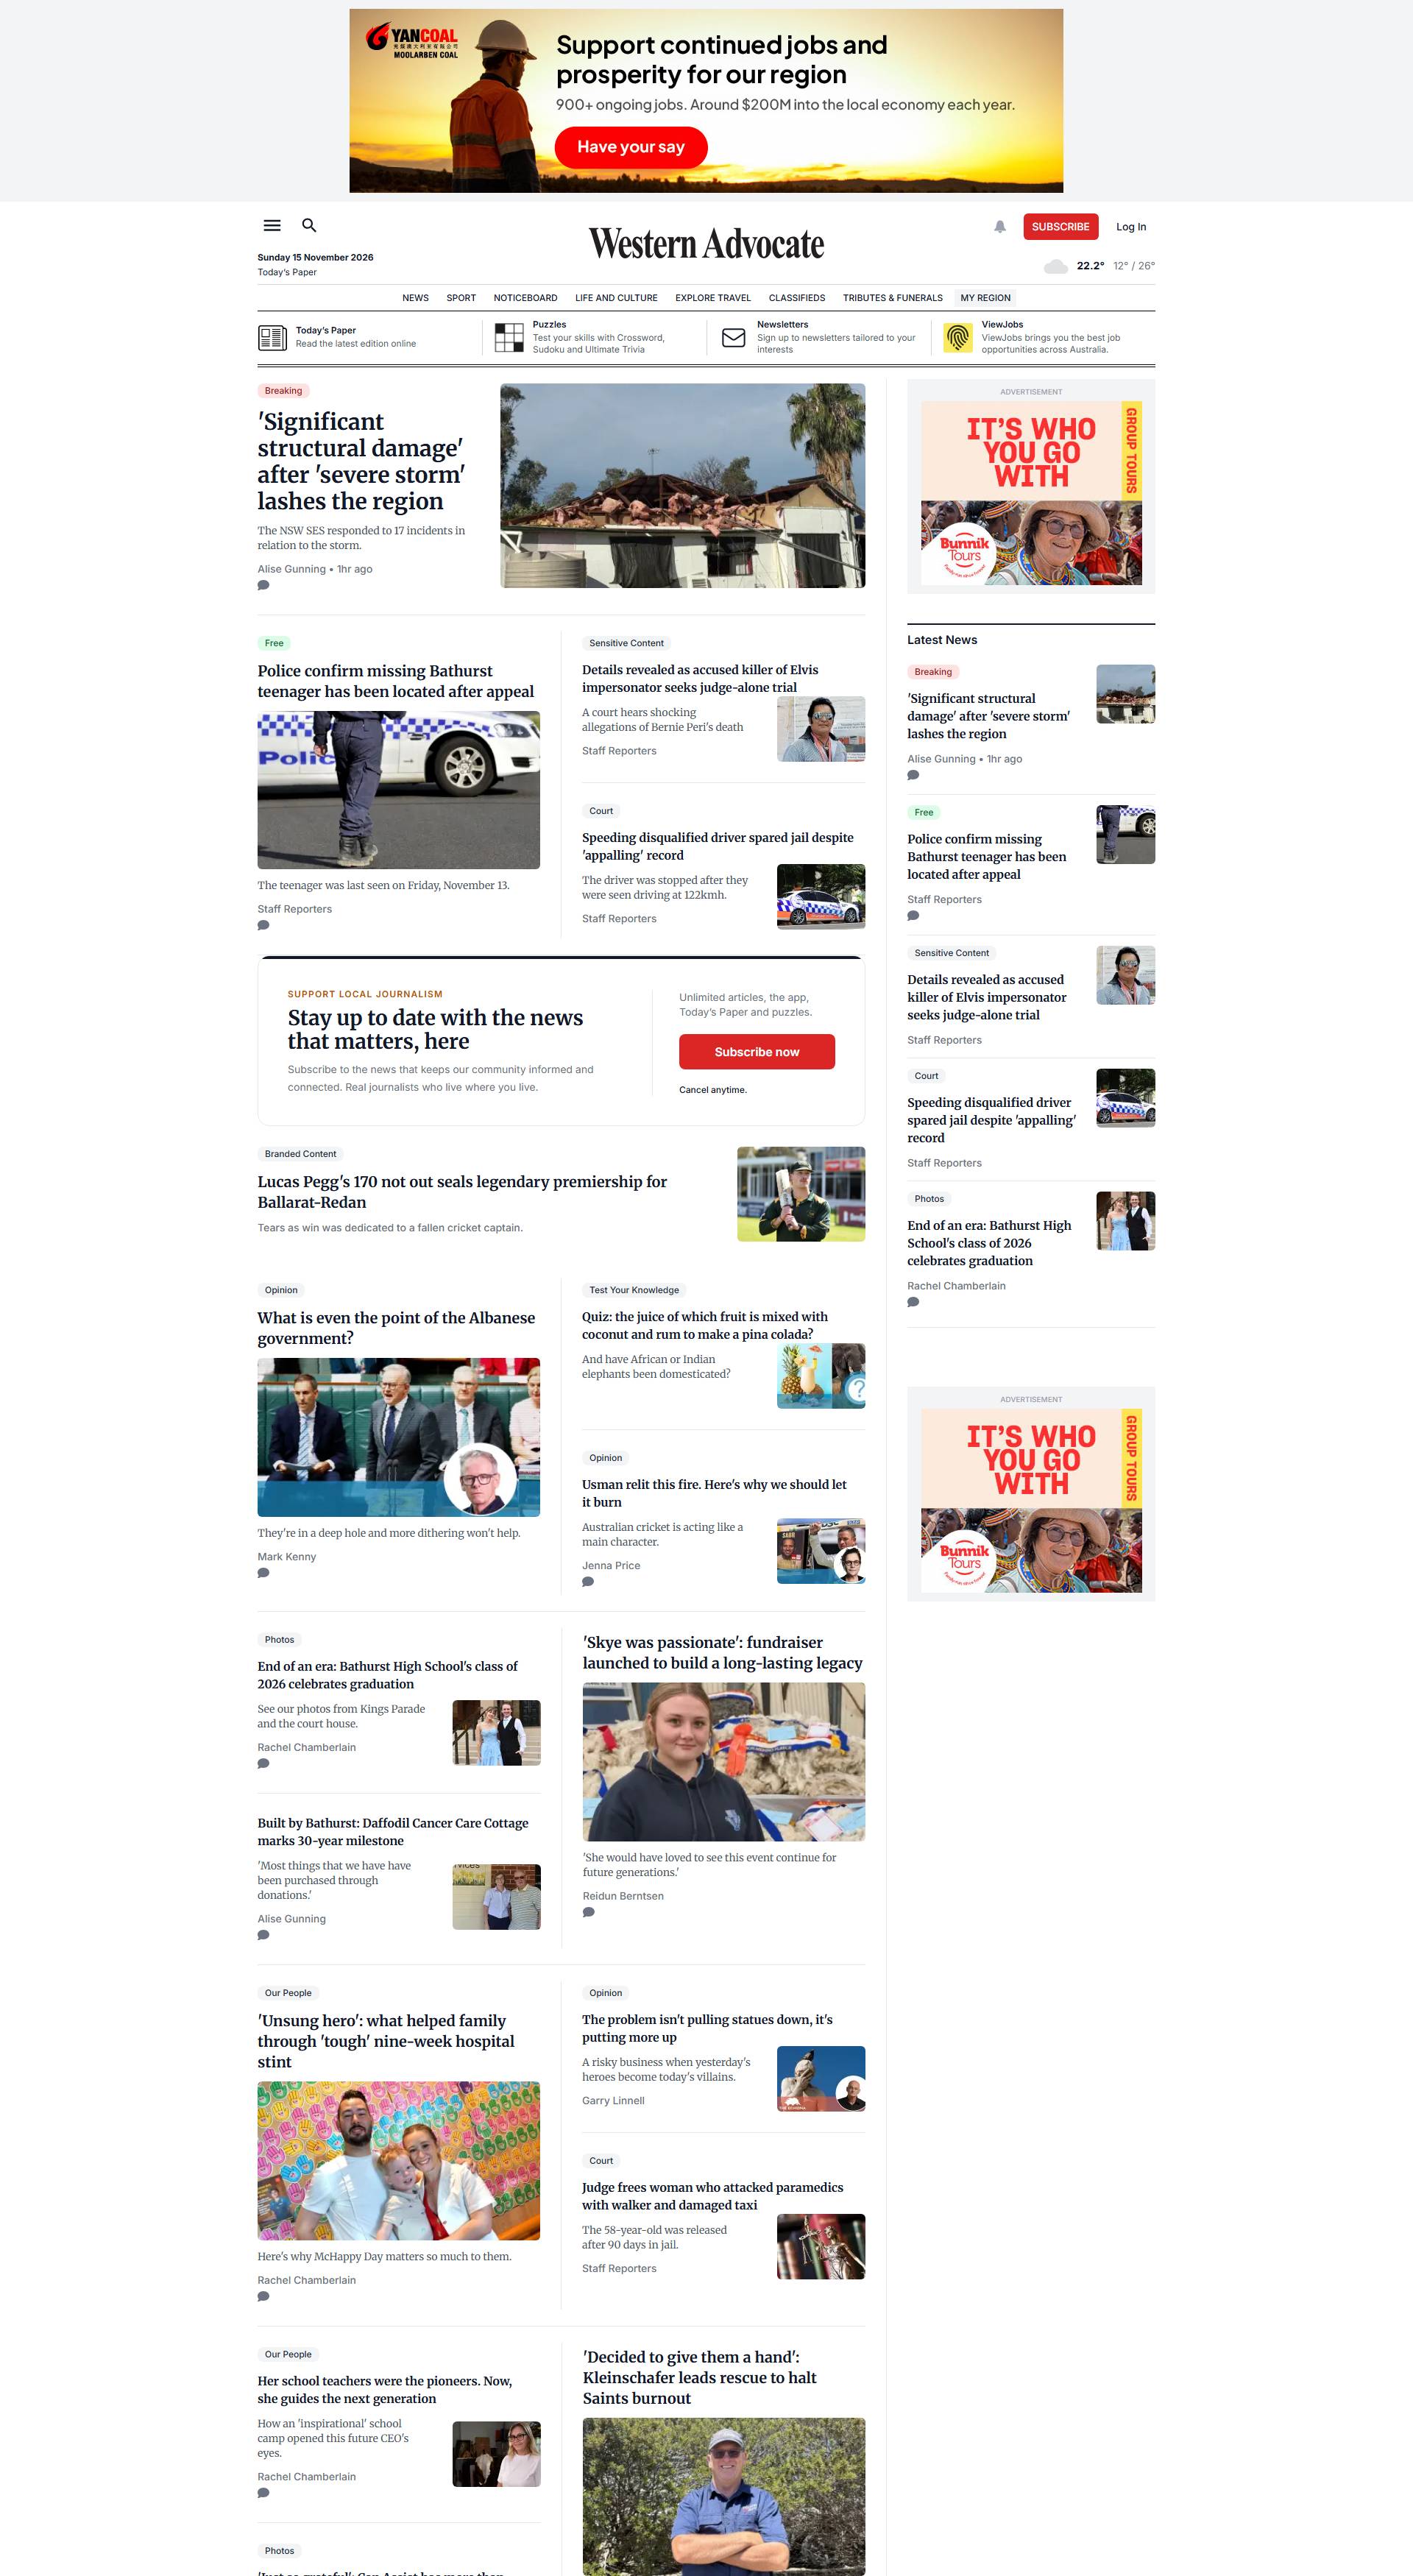 YANCOAL
MOOLARBEN COAL
Support continued jobs and
prosperity for our region
900+ ongoing jobs. Around $200M into the local economy each year.
Have your say
Western Advocate
SUBSCRIBE
Log In
Sunday 15 November 2026
Today's Paper
22.2° 12° / 26°
NEWS SPORT NOTICEBOARD LIFE AND CULTURE EXPLORE TRAVEL CLASSIFIEDS TRIBUTES & FUNERALS MY REGION
Today's Paper
Read the latest edition online
Puzzles
Test your skills with Crossword,
Sudoku and Ultimate Trivia
Newsletters
Sign up to newsletters tailored to your
interests
ViewJobs
ViewJobs brings you the best job
opportunities across Australia.
Breaking
'Significant
structural damage'
after 'severe storm'
lashes the region
The NSW SES responded to 17 incidents in
relation to the storm.
Alise Gunning • 1hr ago
Free
Police confirm missing Bathurst
teenager has been located after appeal
Polic
The teenager was last seen on Friday, November 13.
Staff Reporters
Sensitive Content
Details revealed as accused killer of Elvis
impersonator seeks judge-alone trial
A court hears shocking
allegations of Bernie Peri's death
Staff Reporters
Court
Speeding disqualified driver spared jail despite
'appalling' record
The driver was stopped after they
were seen driving at 122kmh.
Staff Reporters
SUPPORT LOCAL JOURNALISM
Stay up to date with the news
that matters, here
Subscribe to the news that keeps our community informed and
connected. Real journalists who live where you live.
Unlimited articles, the app,
Today's Paper and puzzles.
Subscribe now
Cancel anytime.
Branded Content
Lucas Pegg's 170 not out seals legendary premiership for
Ballarat-Redan
Tears as win was dedicated to a fallen cricket captain.
Opinion
What is even the point of the Albanese
government?
They're in a deep hole and more dithering won't help.
Mark Kenny
Test Your Knowledge
Quiz: the juice of which fruit is mixed with
coconut and rum to make a pina colada?
And have African or Indian
elephants been domesticated?
?
Opinion
Usman relit this fire. Here's why we should let
it burn
Australian cricket is acting like a
main character.
Jenna Price
Photos
End of an era: Bathurst High School's class of
2026 celebrates graduation
See our photos from Kings Parade
and the court house.
Rachel Chamberlain
Built by Bathurst: Daffodil Cancer Care Cottage
marks 30-year milestone
'Most things that we have have
been purchased through
donations.'
vices
Alise Gunning
'Skye was passionate': fundraiser
launched to build a long-lasting legacy
'She would have loved to see this event continue for
future generations.'
Reidun Berntsen
Our People
'Unsung hero': what helped family
through 'tough' nine-week hospital
stint
Here's why McHappy Day matters so much to them.
Rachel Chamberlain
Opinion
The problem isn't pulling statues down, it's
putting more up
A risky business when yesterday's
heroes become today's villains.
Garry Linnell
Court
Judge frees woman who attacked paramedics
with walker and damaged taxi
The 58-year-old was released
after 90 days in jail.
Staff Reporters
Our People
Her school teachers were the pioneers. Now,
she guides the next generation
How an 'inspirational' school
camp opened this future CEO's
eyes.
Rachel Chamberlain
Photos
'Decided to give them a hand':
Kleinschafer leads rescue to halt
Saints burnout
ADVERTISEMENT
IT'S WHO
YOU GO
WITH
GROUP TOURS
Bunnik
Tours
Latest News
Breaking
'Significant structural
damage' after 'severe storm'
lashes the region
Alise Gunning • 1hr ago
Free
Police confirm missing
Bathurst teenager has been
located after appeal
Staff Reporters
Sensitive Content
Details revealed as accused
killer of Elvis impersonator
seeks judge-alone trial
Staff Reporters
Court
Speeding disqualified driver
spared jail despite 'appalling'
record
Staff Reporters
Photos
End of an era: Bathurst High
School's class of 2026
celebrates graduation
Rachel Chamberlain
ADVERTISEMENT
IT'S WHO
YOU GO
WITH
GROUP TOURS
Bunnik
Tours